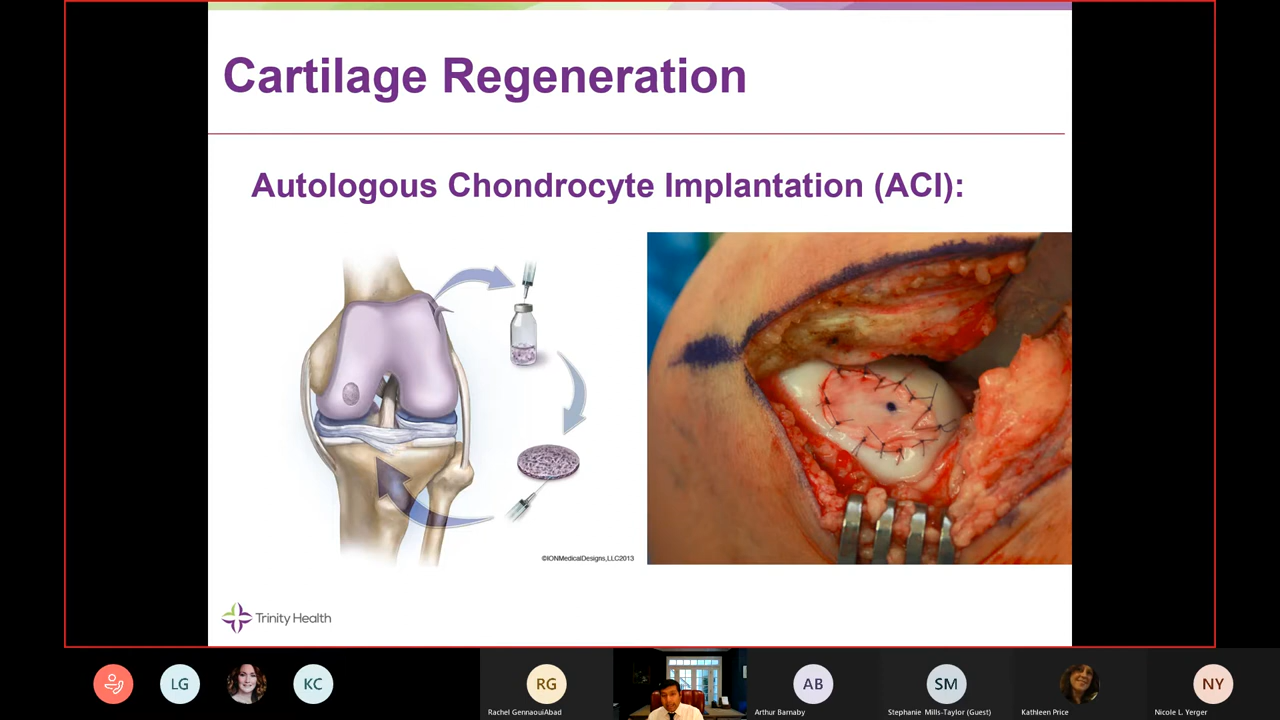 Cartilage Regeneration
Autologous Chondrocyte Implantation (ACI):
©IONMedicalDesigns,LLC2013
Trinity Health
LG
KC
RG
AB
SM
NY
Rachel GennaouiAbad
Arthur Barnaby
Stephanie Mills-Taylor (Guest)
Kathleen Price
Nicole L. Yerger